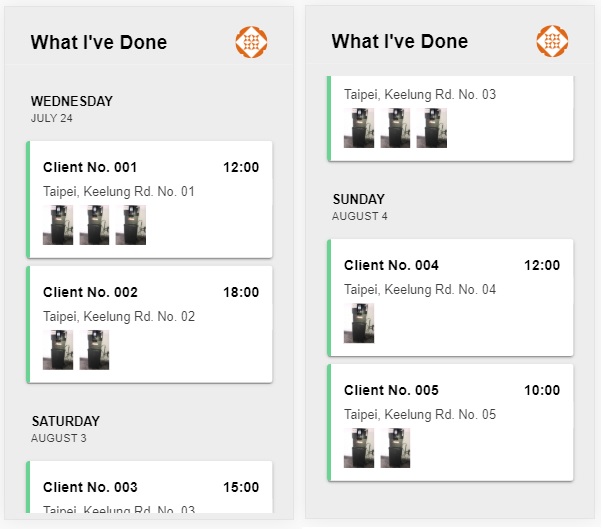 What I've Done
WEDNESDAY
JULY 24
Client No. 001 12:00
Taipei, Keelung Rd. No. 01
Client No. 002 18:00
Taipei, Keelung Rd. No. 02
SATURDAY
AUGUST 3
Client No. 003 15:00
Taipei, Keelung Rd. No. 03
What I've Done
Taipei, Keelung Rd. No. 03
SUNDAY
AUGUST 4
Client No. 004 12:00
Taipei, Keelung Rd. No. 04
Client No. 005 10:00
Taipei, Keelung Rd. No. 05